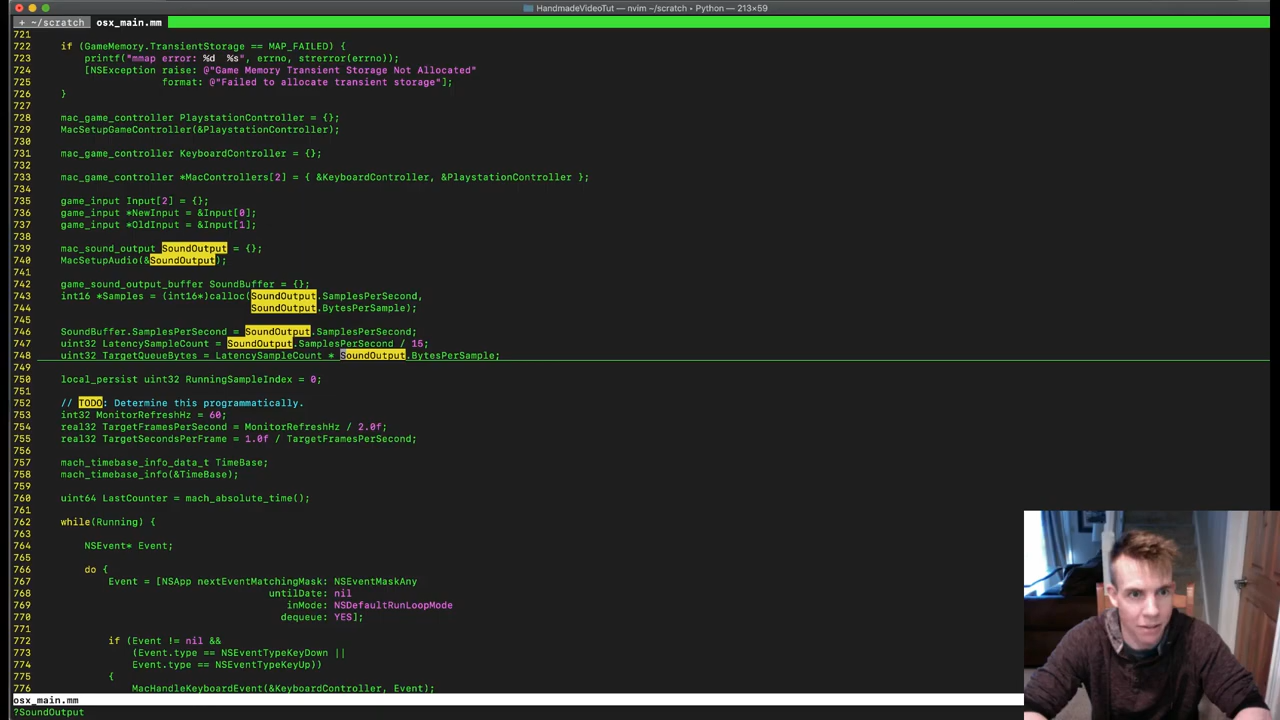 HandmadeVideoTut — nvim ~/scratch • Python — 213×59
+ ~/scratch osx_main.mm
721
722 if (GameMemory.TransientStorage == MAP_FAILED) {
723 printf("mmap error: %d %s", errno, strerror(errno));
724 [NSException raise: @"Game Memory Transient Storage Not Allocated"
725 format: @"Failed to allocate transient storage"];
726 }
727
728 mac_game_controller PlaystationController = {};
729 MacSetupGameController(&PlaystationController);
730
731 mac_game_controller KeyboardController = {};
732
733 mac_game_controller *MacControllers[2] = { &KeyboardController, &PlaystationController };
734
735 game_input Input[2] = {};
736 game_input *NewInput = &Input[0];
737 game_input *OldInput = &Input[1];
738
739 mac_sound_output SoundOutput = {};
740 MacSetupAudio(&SoundOutput);
741
742 game_sound_output_buffer SoundBuffer = {};
743 int16 *Samples = (int16*)calloc(SoundOutput.SamplesPerSecond,
744 SoundOutput.BytesPerSample);
745
746 SoundBuffer.SamplesPerSecond = SoundOutput.SamplesPerSecond;
747 uint32 LatencySampleCount = SoundOutput.SamplesPerSecond / 15;
748 uint32 TargetQueueBytes = LatencySampleCount * SoundOutput.BytesPerSample;
749
750 local_persist uint32 RunningSampleIndex = 0;
751
752 // TODO: Determine this programmatically.
753 int32 MonitorRefreshHz = 60;
754 real32 TargetFramesPerSecond = MonitorRefreshHz / 2.0f;
755 real32 TargetSecondsPerFrame = 1.0f / TargetFramesPerSecond;
756
757 mach_timebase_info_data_t TimeBase;
758 mach_timebase_info(&TimeBase);
759
760 uint64 LastCounter = mach_absolute_time();
761
762 while(Running) {
763
764 NSEvent* Event;
765
766 do {
767 Event = [NSApp nextEventMatchingMask: NSEventMaskAny
768 untilDate: nil
769 inMode: NSDefaultRunLoopMode
770 dequeue: YES];
771
772 if (Event != nil &&
773 (Event.type == NSEventTypeKeyDown ||
774 Event.type == NSEventTypeKeyUp))
775 {
776 MacHandleKeyboardEvent(&KeyboardController, Event);
osx_main.mm
?SoundOutput